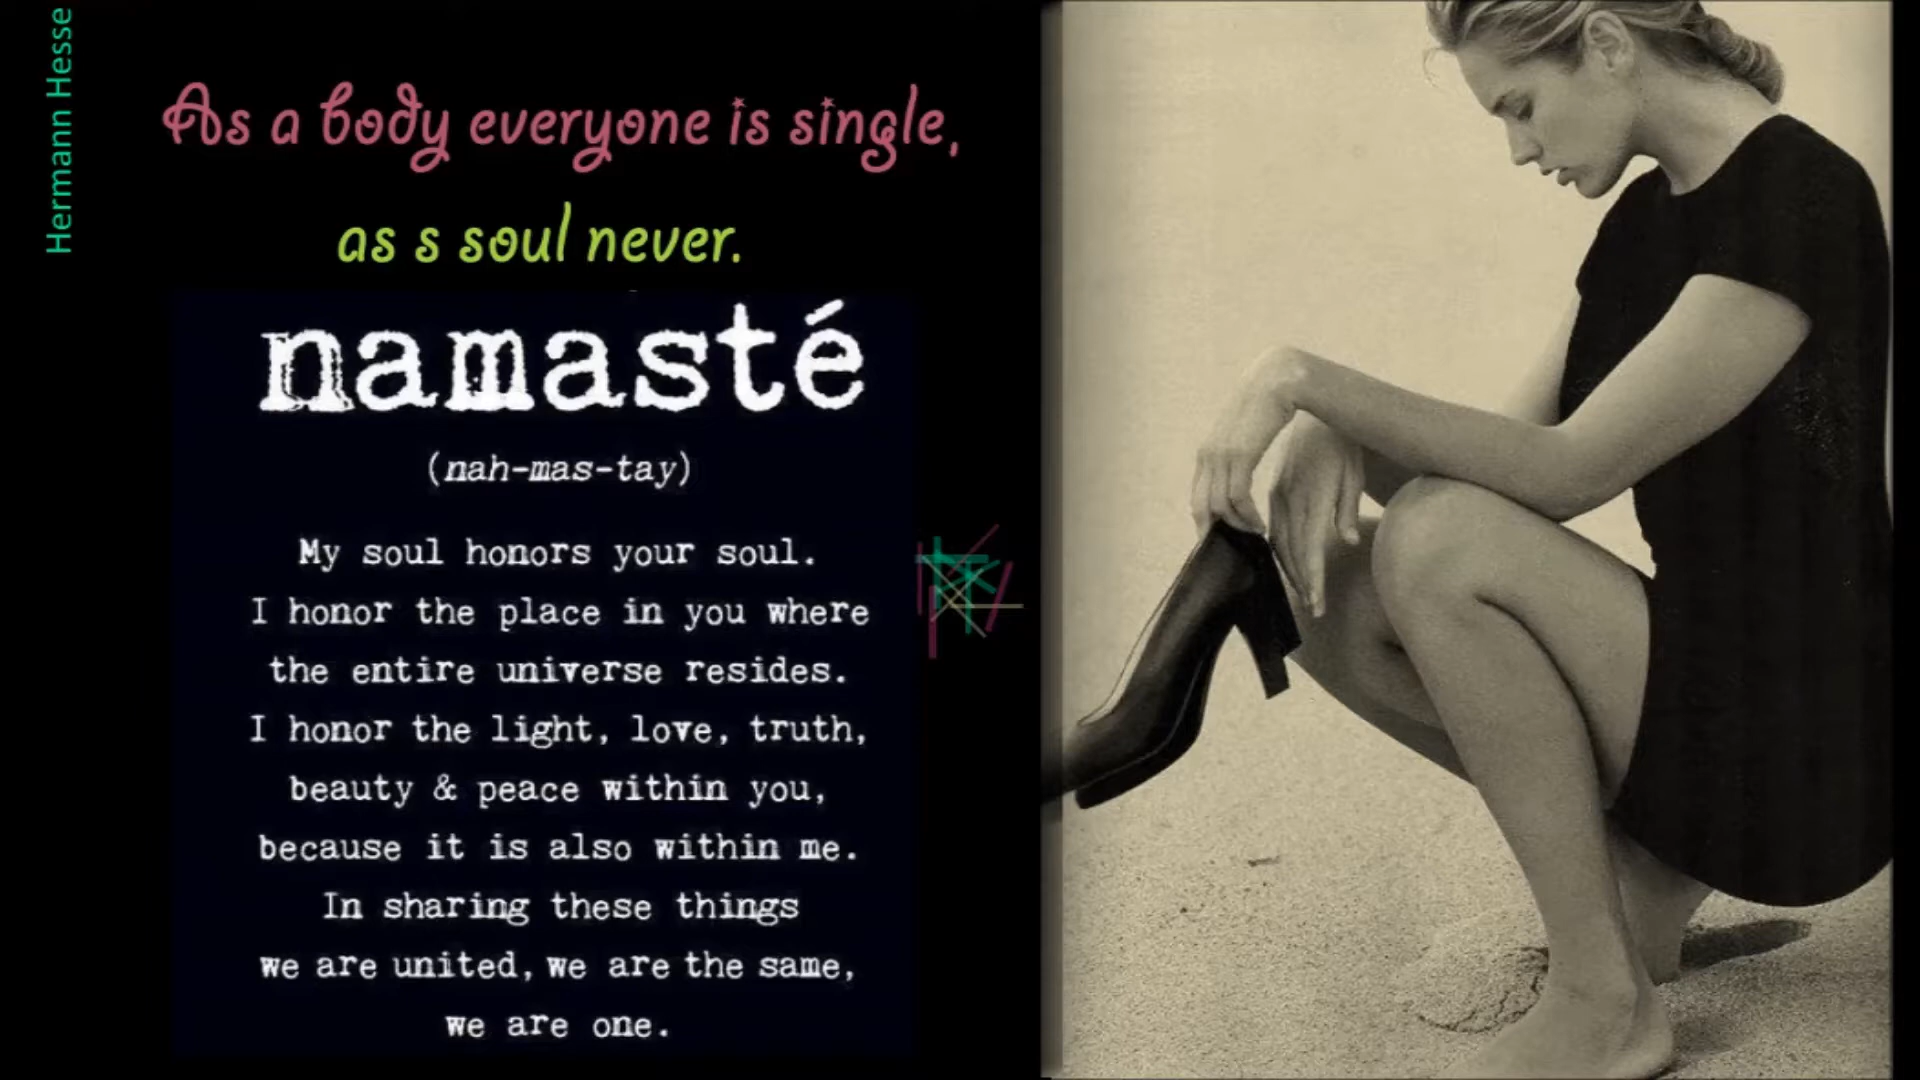 Hermann Hesse
As a body everyone is single,
as s soul never.
namasté
(nah-mas-tay)
My soul honors your soul.
I honor the place in you where
the entire universe resides.
I honor the light, love, truth,
beauty & peace within you,
because it is also within me.
In sharing these things
we are united, we are the same,
we are one.